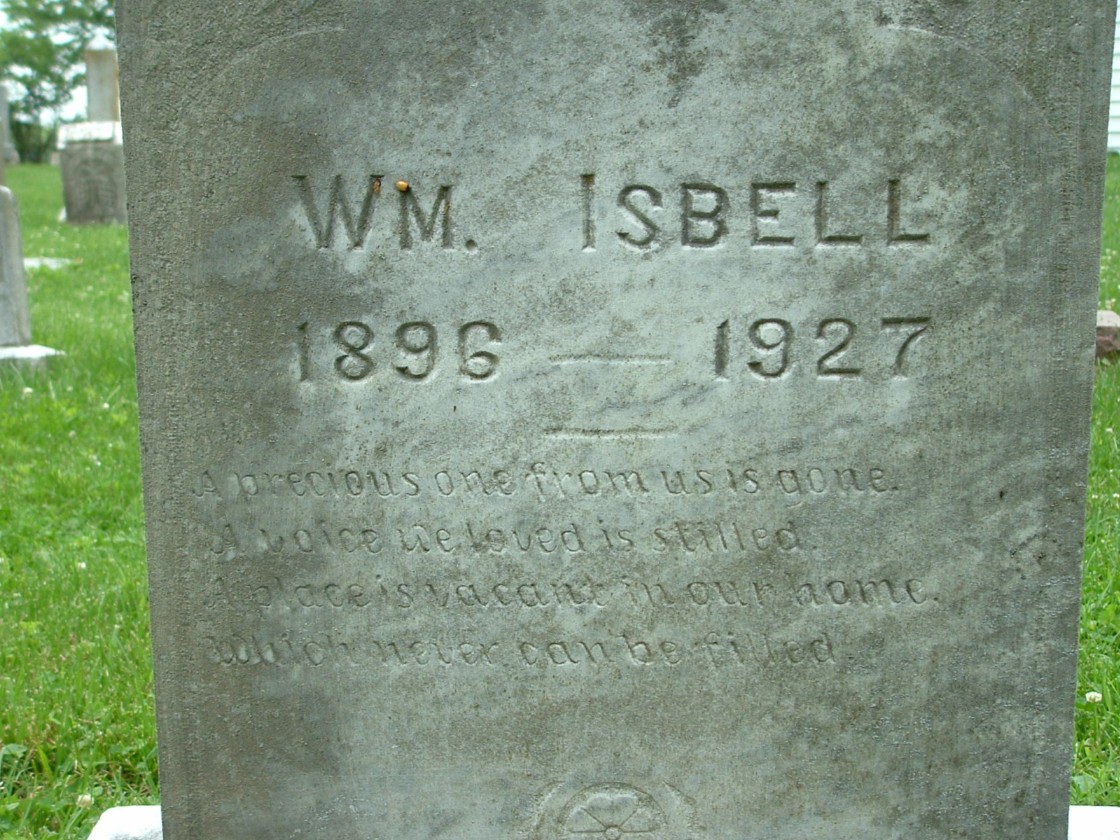 WM. ISBELL
1896 — 1927
A precious one from us is gone.
A voice we loved is stilled.
A place is vacant in our home.
Which never can be filled.